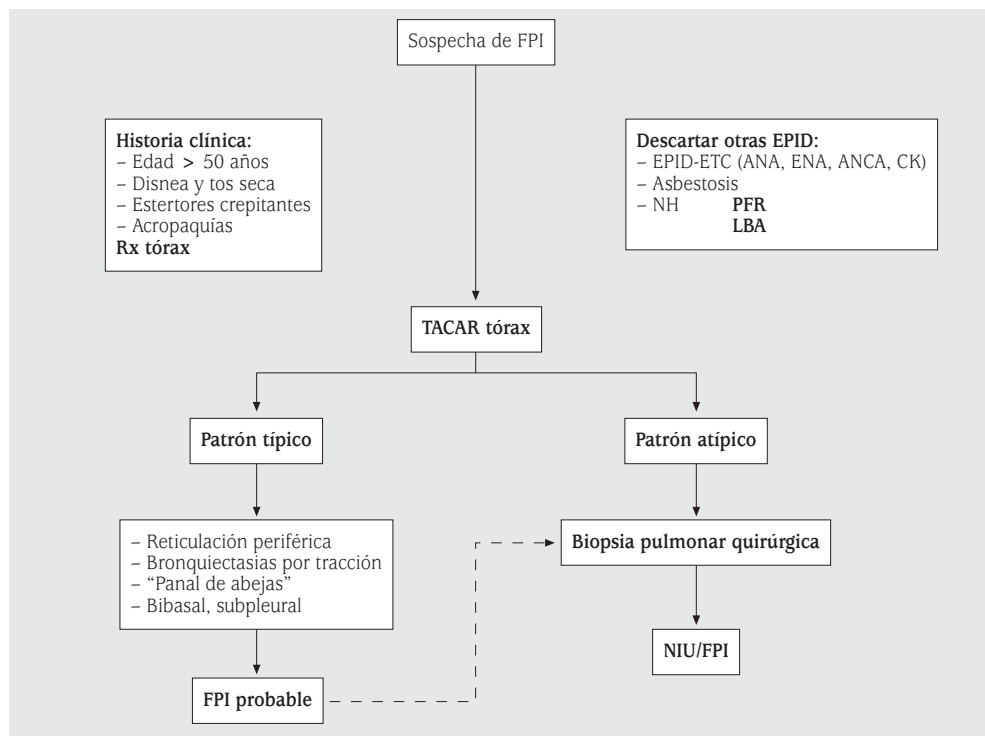 Sospecha de FPI
Historia clínica:
– Edad > 50 años
– Disnea y tos seca
– Estertores crepitantes
– Acropaquías
Rx tórax
Descartar otras EPID:
– EPID-ETC (ANA, ENA, ANCA, CK)
– Asbestosis
– NH PFR
LBA
TACAR tórax
Patrón típico
Patrón atípico
– Reticulación periférica
– Bronquiectasias por tracción
– “Panal de abejas”
– Bibasal, subpleural
Biopsia pulmonar quirúrgica
NIU/FPI
FPI probable